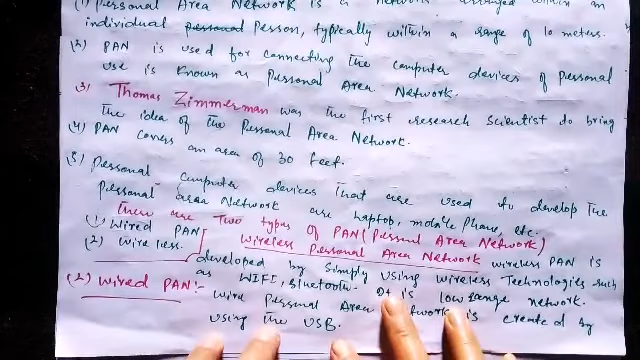 (1) Personal Area Network is a network arranged within an
individual person, typically within a range of 10 meters.
(2) PAN is used for connecting the computer devices of personal
use is known as Personal Area Network.
(3) Thomas Zimmerman was the first research scientist to bring
the idea of the Personal Area Network.
(4) PAN covers an area of 30 feet.
(5) Personal computer devices that are used to develop the
personal area Network are laptop, mobile phone, etc.
There are Two types of PAN (Personal Area Network)
(1) Wired PAN
(2) Wireless.
Wireless Personal Area Network wireless PAN is
developed by simply using wireless Technologies such
as WIFI, Bluetooth. It is low range network.
(2) Wired PAN:-
Wire Personal Area Network is created by
using the USB.